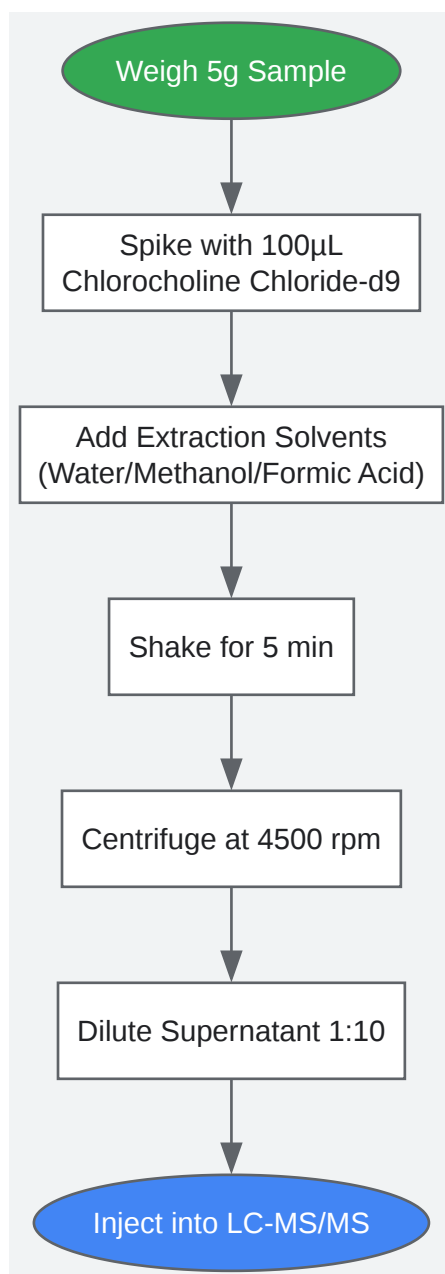 Weigh 5g Sample
Spike with 100µL
Chlorocholine Chloride-d9
Add Extraction Solvents
(Water/Methanol/Formic Acid)
Shake for 5 min
Centrifuge at 4500 rpm
Dilute Supernatant 1:10
Inject into LC-MS/MS